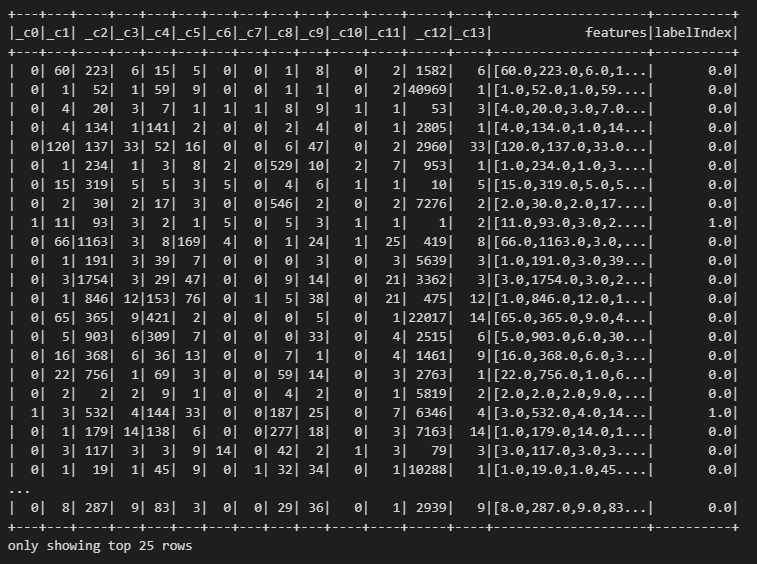 +---+---+----+---+---+---+---+---+---+---+----+----+-----+----+--------------------+----------+
|_c0|_c1| _c2|_c3|_c4|_c5|_c6|_c7|_c8|_c9|_c10|_c11| _c12|_c13|            features|labelIndex|
+---+---+----+---+---+---+---+---+---+---+----+----+-----+----+--------------------+----------+
|  0| 60| 223|  6| 15|  5|  0|  0|  1|  8|   0|   2| 1582|   6|[60.0,223.0,6.0,1...|       0.0|
|  0|  1|  52|  1| 59|  9|  0|  0|  1|  1|   0|   2|40969|   1|[1.0,52.0,1.0,59....|       0.0|
|  0|  4|  20|  3|  7|  1|  1|  1|  8|  9|   1|   1|   53|   3|[4.0,20.0,3.0,7.0...|       0.0|
|  0|  4| 134|  1|141|  2|  0|  0|  2|  4|   0|   1| 2805|   1|[4.0,134.0,1.0,14...|       0.0|
|  0|120| 137| 33| 52| 16|  0|  0|  6| 47|   0|   2| 2960|  33|[120.0,137.0,33.0...|       0.0|
|  0|  1| 234|  1|  3|  8|  2|  0|529| 10|   2|   7|  953|   1|[1.0,234.0,1.0,3....|       0.0|
|  0| 15| 319|  5|  5|  3|  5|  0|  4|  6|   1|   1|   10|   5|[15.0,319.0,5.0,5...|       0.0|
|  0|  2|  30|  2| 17|  3|  0|  0|546|  2|   0|   2| 7276|   2|[2.0,30.0,2.0,17....|       0.0|
|  1| 11|  93|  3|  2|  1|  5|  0|  5|  3|   1|   1|    1|   2|[11.0,93.0,3.0,2....|       1.0|
|  0| 66|1163|  3|  8|169|  4|  0|  1| 24|   1|  25|  419|   8|[66.0,1163.0,3.0,...|       0.0|
|  0|  1| 191|  3| 39|  7|  0|  0|  0|  3|   0|   3| 5639|   3|[1.0,191.0,3.0,39...|       0.0|
|  0|  3|1754|  3| 29| 47|  0|  0|  9| 14|   0|  21| 3362|   3|[3.0,1754.0,3.0,2...|       0.0|
|  0|  1| 846| 12|153| 76|  0|  1|  5| 38|   0|  21|  475|  12|[1.0,846.0,12.0,1...|       0.0|
|  0| 65| 365|  9|421|  2|  0|  0|  0|  5|   0|   1|22017|  14|[65.0,365.0,9.0,4...|       0.0|
|  0|  5| 903|  6|309|  7|  0|  0|  0| 33|   0|   4| 2515|   6|[5.0,903.0,6.0,30...|       0.0|
|  0| 16| 368|  6| 36| 13|  0|  0|  7|  1|   0|   4| 1461|   9|[16.0,368.0,6.0,3...|       0.0|
|  0| 22| 756|  1| 69|  3|  0|  0| 59| 14|   0|   3| 2763|   1|[22.0,756.0,1.0,6...|       0.0|
|  0|  2|   2|  2|  9|  1|  0|  0|  4|  2|   0|   1| 5819|   2|[2.0,2.0,2.0,9.0,...|       0.0|
|  1|  3| 532|  4|144| 33|  0|  0|187| 25|   0|   7| 6346|   4|[3.0,532.0,4.0,14...|       1.0|
|  0|  1| 179| 14|138|  6|  0|  0|277| 18|   0|   3| 7163|  14|[1.0,179.0,14.0,1...|       0.0|
|  0|  3| 117|  3|  3|  9| 14|  0| 42|  2|   1|   3|   79|   3|[3.0,117.0,3.0,3....|       0.0|
|  0|  1|  19|  1| 45|  9|  0|  1| 32| 34|   0|   1|10288|   1|[1.0,19.0,1.0,45....|       0.0|
...
|  0|  8| 287|  9| 83|  3|  0|  0| 29| 36|   0|   1| 2939|   9|[8.0,287.0,9.0,83...|       0.0|
+---+---+----+---+---+---+---+---+---+---+----+----+-----+----+--------------------+----------+
only showing top 25 rows